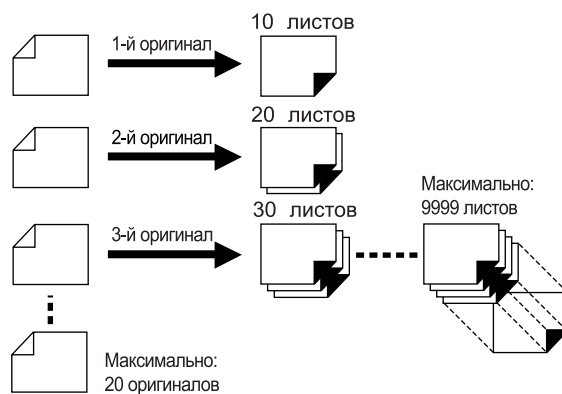 10 листов
1-й оригинал
20 листов
2-й оригинал
Максимально:
9999 листов
30 листов
3-й оригинал
Максимально:
20 оригиналов